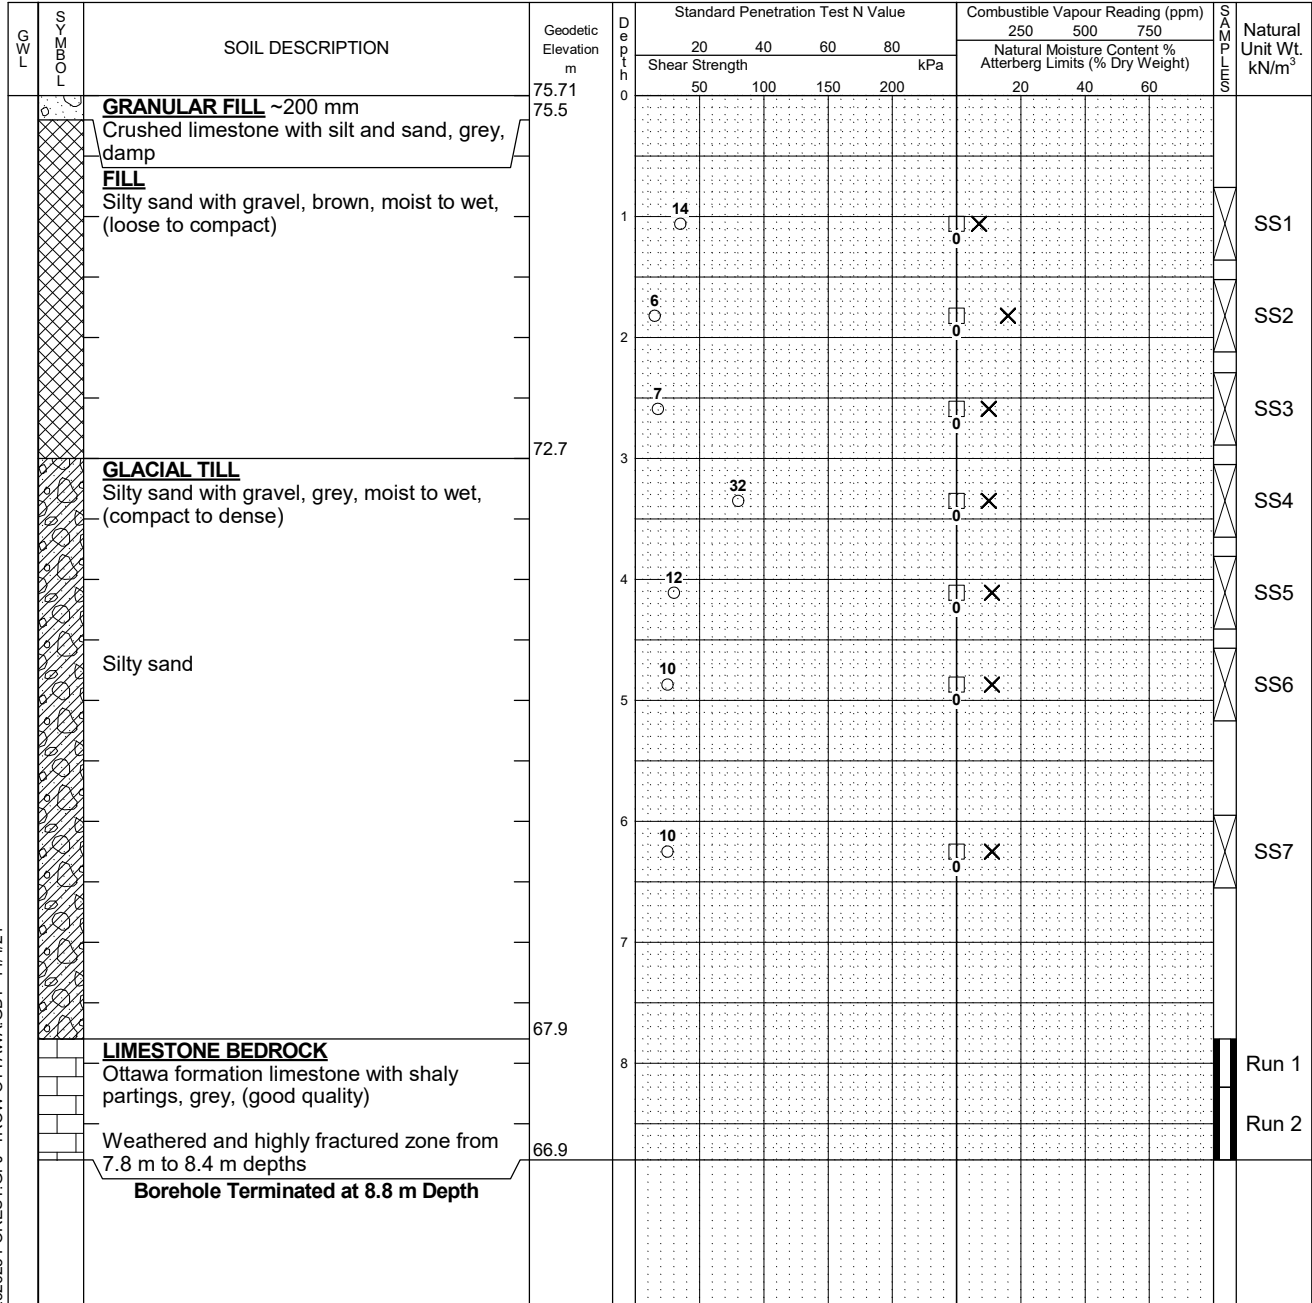 GWL
SYMBOL
SOIL DESCRIPTION
Geodetic
Elevation
m
Depth
Standard Penetration Test N Value
20 40 60 80
Shear Strength kPa
50 100 150 200
Combustible Vapour Reading (ppm)
250 500 750
Natural Moisture Content %
Atterberg Limits (% Dry Weight)
20 40 60
SAMPLES
Natural
Unit Wt.
kN/m³
75.71
0
GRANULAR FILL ~200 mm
75.5
Crushed limestone with silt and sand, grey,
damp
FILL
Silty sand with gravel, brown, moist to wet,
(loose to compact)
1
14
0
SS1
6
0
SS2
2
7
0
SS3
72.7
3
GLACIAL TILL
Silty sand with gravel, grey, moist to wet,
(compact to dense)
32
0
SS4
4
12
0
SS5
Silty sand
10
0
SS6
5
6
10
0
SS7
7
67.9
LIMESTONE BEDROCK
Ottawa formation limestone with shaly
partings, grey, (good quality)
8
Run 1
Run 2
Weathered and highly fractured zone from
7.8 m to 8.4 m depths
66.9
Borehole Terminated at 8.8 m Depth